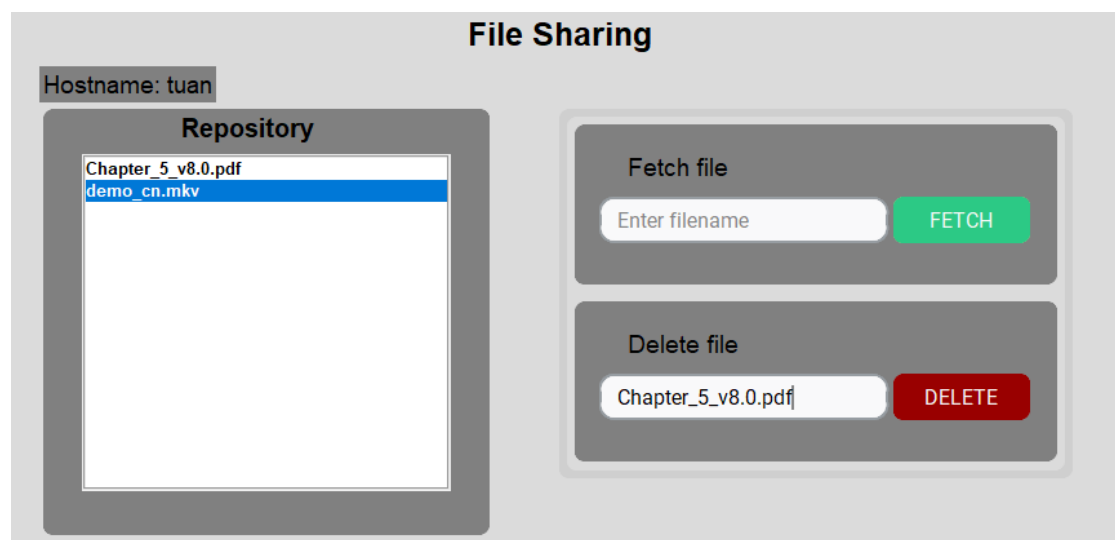 File Sharing
Hostname: tuan
Repository
Chapter_5_v8.0.pdf
demo_cn.mkv
Fetch file
Enter filename
FETCH
Delete file
Chapter_5_v8.0.pdf
DELETE